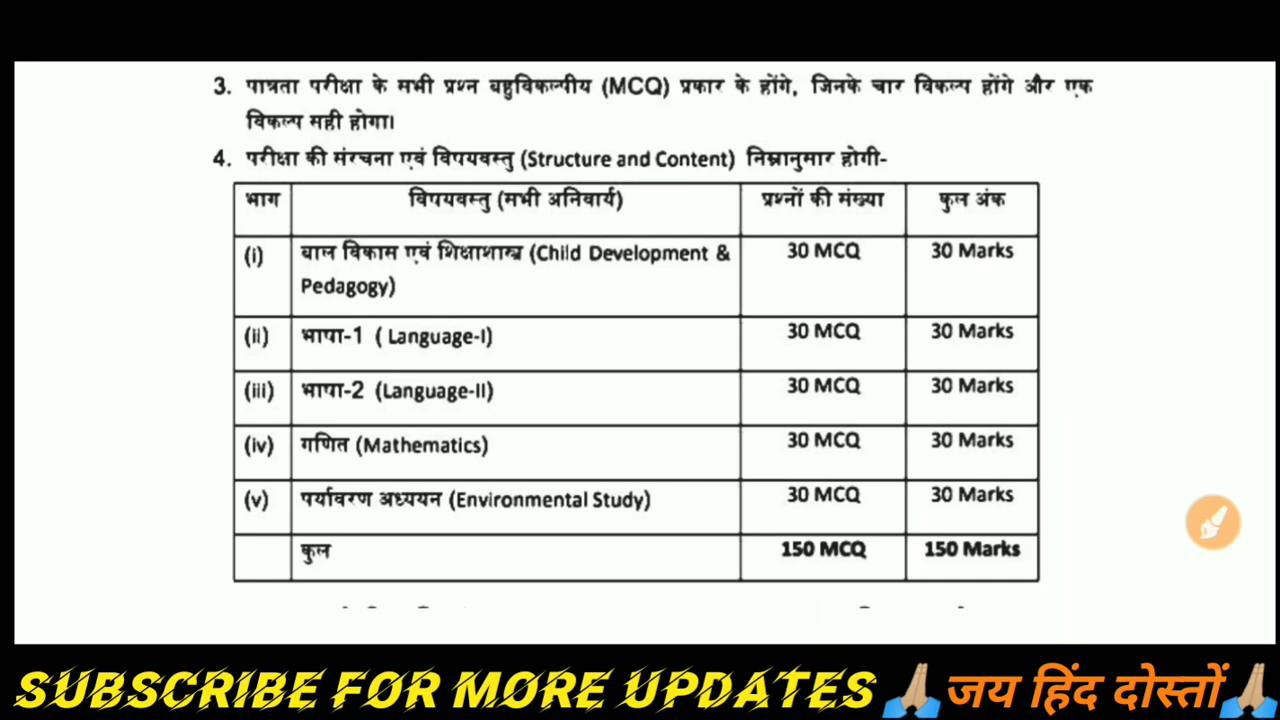 3. पात्रता परीक्षा के सभी प्रश्न बहुविकल्पीय (MCQ) प्रकार के होंगे, जिनके चार विकल्प होंगे और एक
विकल्प सही होगा।
4. परीक्षा की संरचना एवं विषयवस्तु (Structure and Content) निम्नानुसार होगी-
भाग विषयवस्तु (सभी अनिवार्य) प्रश्नों की संख्या कुल अंक
(i) बाल विकास एवं शिक्षाशास्त्र (Child Development & 30 MCQ 30 Marks
Pedagogy)
(ii) भाषा-1 ( Language-I) 30 MCQ 30 Marks
(iii) भाषा-2 (Language-II) 30 MCQ 30 Marks
(iv) गणित (Mathematics) 30 MCQ 30 Marks
(v) पर्यावरण अध्ययन (Environmental Study) 30 MCQ 30 Marks
कुल 150 MCQ 150 Marks
SUBSCRIBE FOR MORE UPDATES 🙏🏼जय हिंद दोस्तों🙏🏼